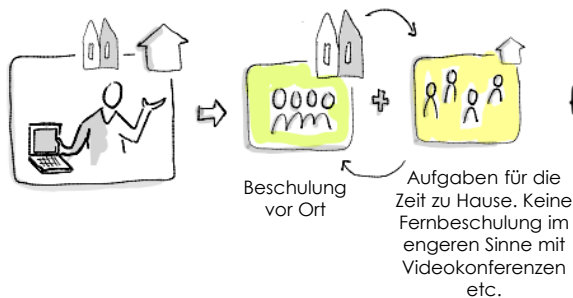 Beschulung
vor Ort
Aufgaben für die
Zeit zu Hause. Keine
Fernbeschulung im
engeren Sinne mit
Videokonferenzen
etc.